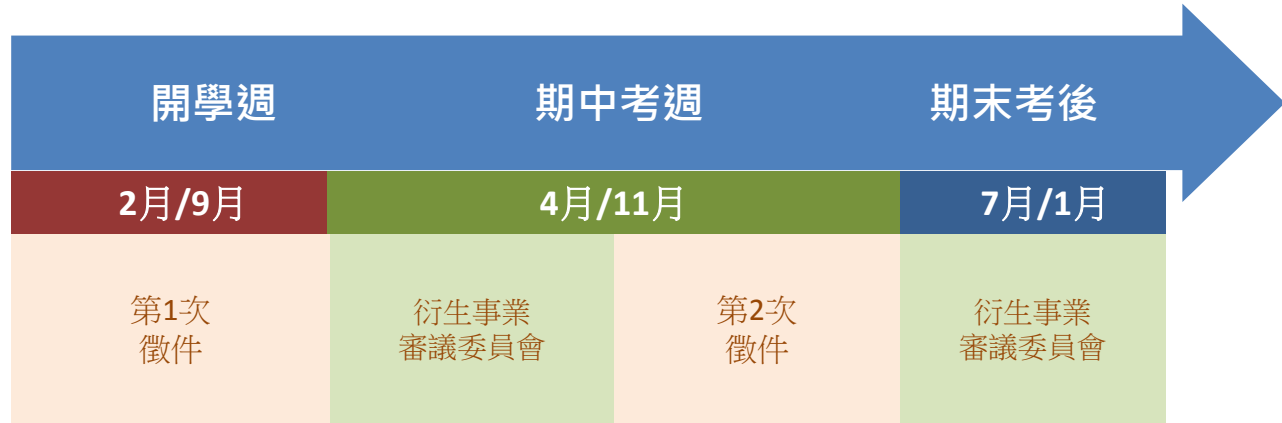 開學週
期中考週
期末考後
2月/9月
4月/11月
7月/1月
第1次
徵件
衍生事業
審議委員會
第2次
徵件
衍生事業
審議委員會